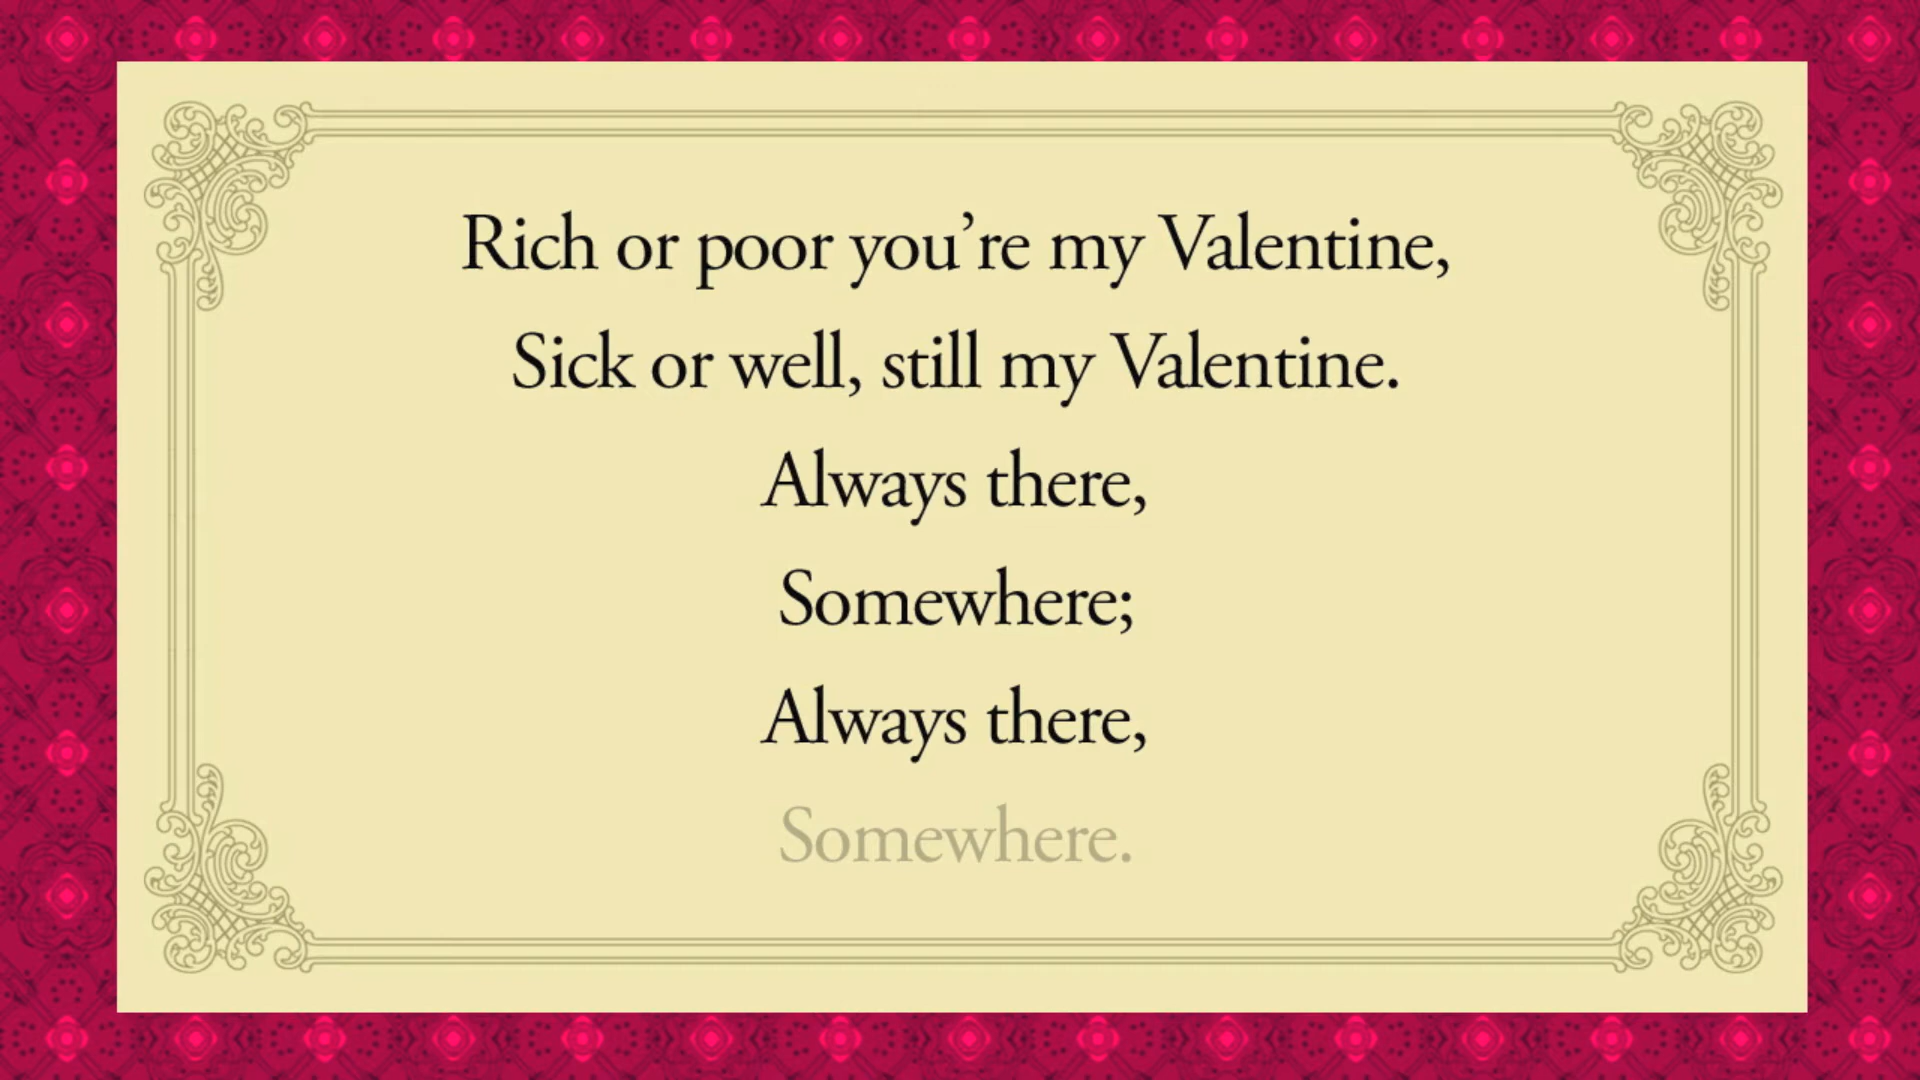 Rich or poor you’re my Valentine,
Sick or well, still my Valentine.
Always there,
Somewhere;
Always there,
Somewhere.